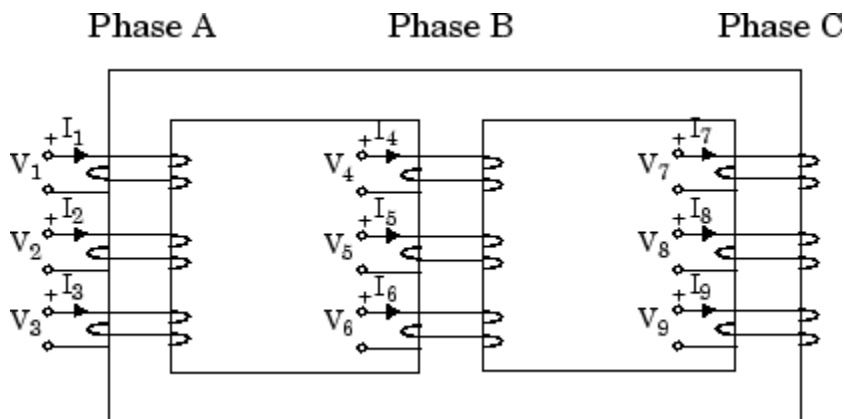 Phase A Phase B Phase C
+ I1 + I4 + I7
V1 V4 V7
+ I2 + I5 + I8
V2 V5 V8
+ I3 + I6 + I9
V3 V6 V9